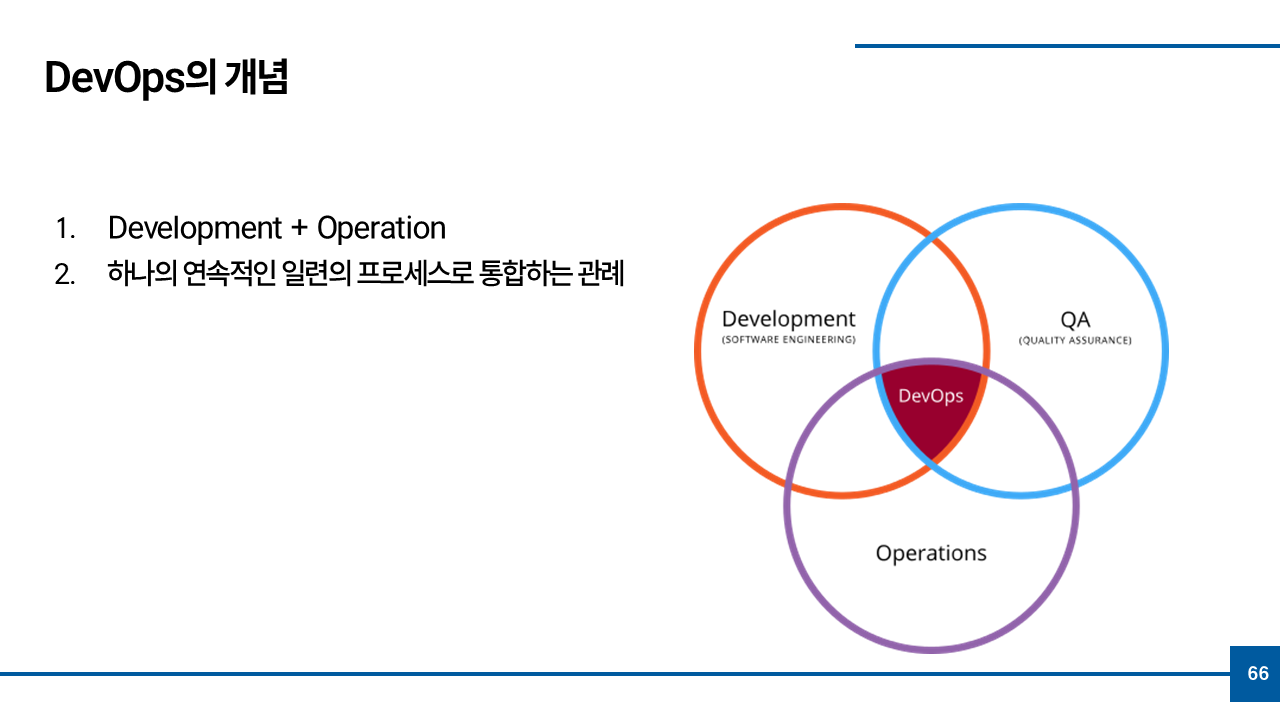 DevOps의 개념
1. Development + Operation
2. 하나의 연속적인 일련의 프로세스로 통합하는 관례
Development
(SOFTWARE ENGINEERING)
QA
(QUALITY ASSURANCE)
DevOps
Operations
66